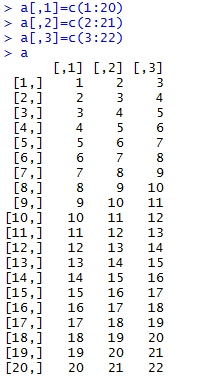 > a[,1]=c(1:20)
> a[,2]=c(2:21)
> a[,3]=c(3:22)
> a
      [,1] [,2] [,3]
 [1,]    1    2    3
 [2,]    2    3    4
 [3,]    3    4    5
 [4,]    4    5    6
 [5,]    5    6    7
 [6,]    6    7    8
 [7,]    7    8    9
 [8,]    8    9   10
 [9,]    9   10   11
[10,]   10   11   12
[11,]   11   12   13
[12,]   12   13   14
[13,]   13   14   15
[14,]   14   15   16
[15,]   15   16   17
[16,]   16   17   18
[17,]   17   18   19
[18,]   18   19   20
[19,]   19   20   21
[20,]   20   21   22